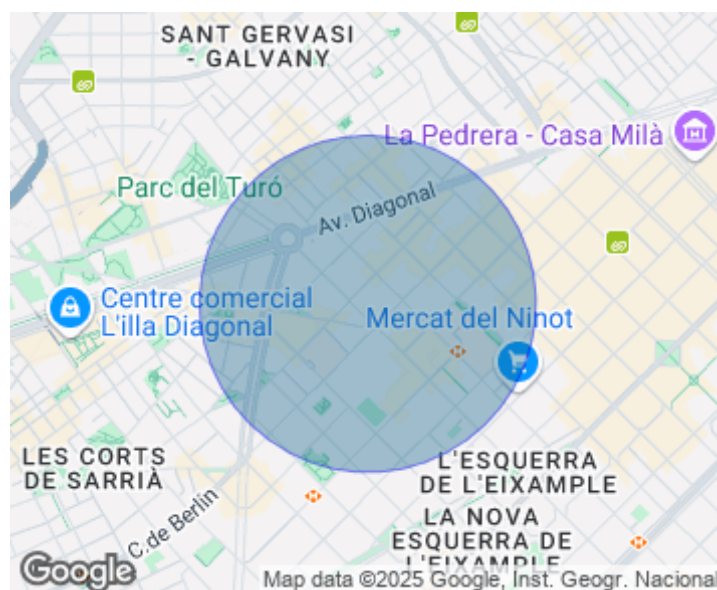 SANT GERVASI
- GALVANY
La Pedrera - Casa Milà
Parc del Turó
Av. Diagonal
Centre comercial
L'illa Diagonal
Mercat del Ninot
LES CORTS
DE SARRIÀ
L'ESQUERRA
DE L'EIXAMPLE
C.de Berlín
LA NOVA
ESQUERRA DE
L'EIXAMPLE
Google
Map data ©2025 Google, Inst. Geogr. Nacional